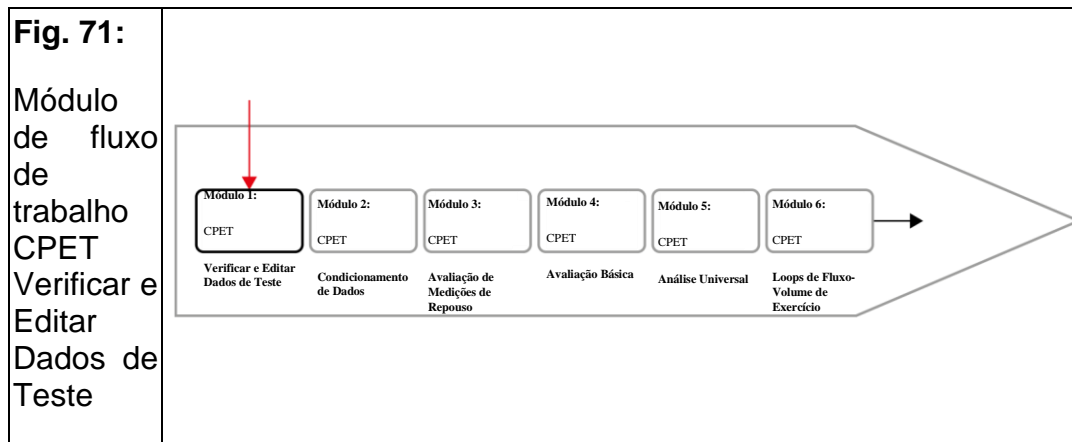 Fig. 71:
Módulo
de fluxo
de
trabalho
CPET
Verificar e
Editar
Dados de
Teste
Módulo 1:
CPET
Verificar e Editar
Dados de Teste
Módulo 2:
CPET
Condicionamento
de Dados
Módulo 3:
CPET
Avaliação de
Medições de
Repouso
Módulo 4:
CPET
Avaliação Básica
Módulo 5:
CPET
Análise Universal
Módulo 6:
CPET
Loops de Fluxo-
Volume de
Exercício